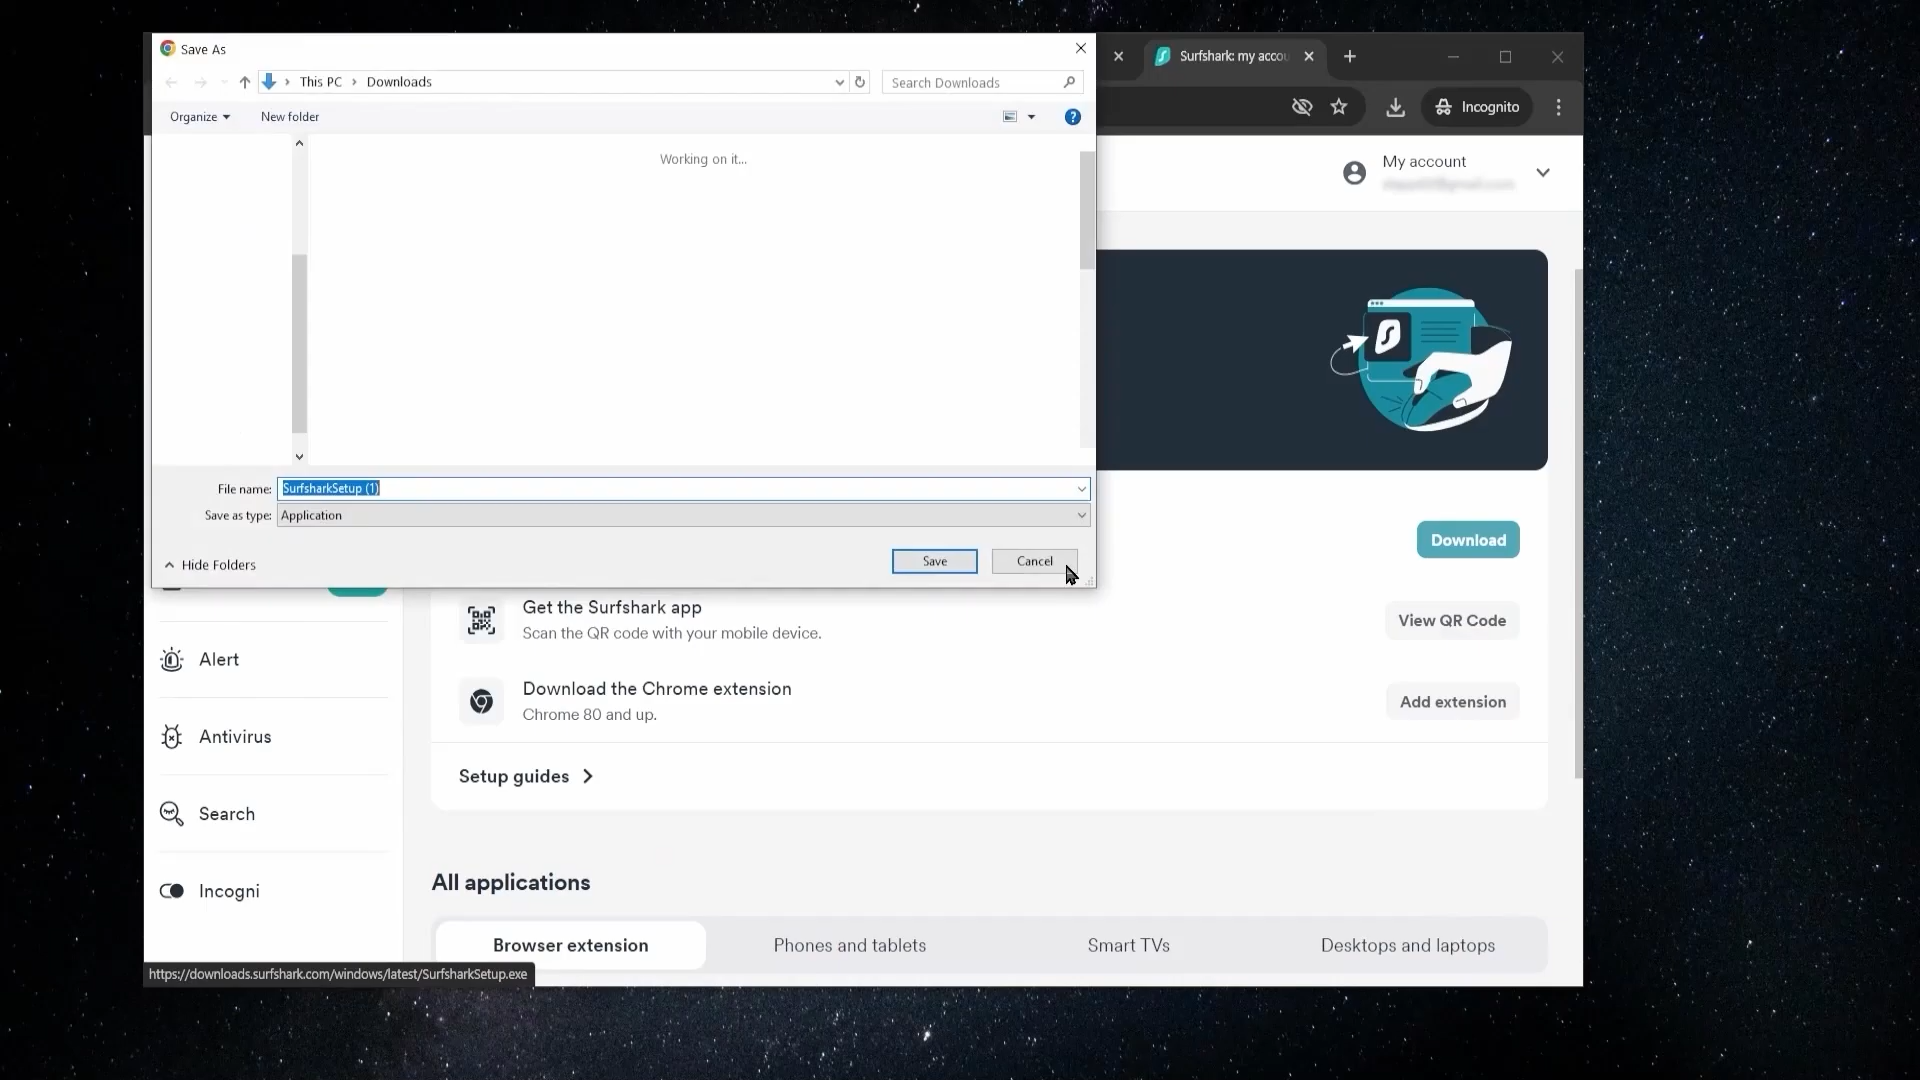 Save As
This PC
Downloads
Search Downloads
Organize
New folder
Working on it...
File name:
SurfsharkSetup (1)
Save as type:
Application
Hide Folders
Save
Cancel
Surfshark: my accou
Incognito
My account
Download
Get the Surfshark app
Scan the QR code with your mobile device.
View QR Code
Download the Chrome extension
Chrome 80 and up.
Add extension
Setup guides
Alert
Antivirus
Search
Incogni
All applications
Browser extension
Phones and tablets
Smart TVs
Desktops and laptops
https://downloads.surfshark.com/windows/latest/SurfsharkSetup.exe